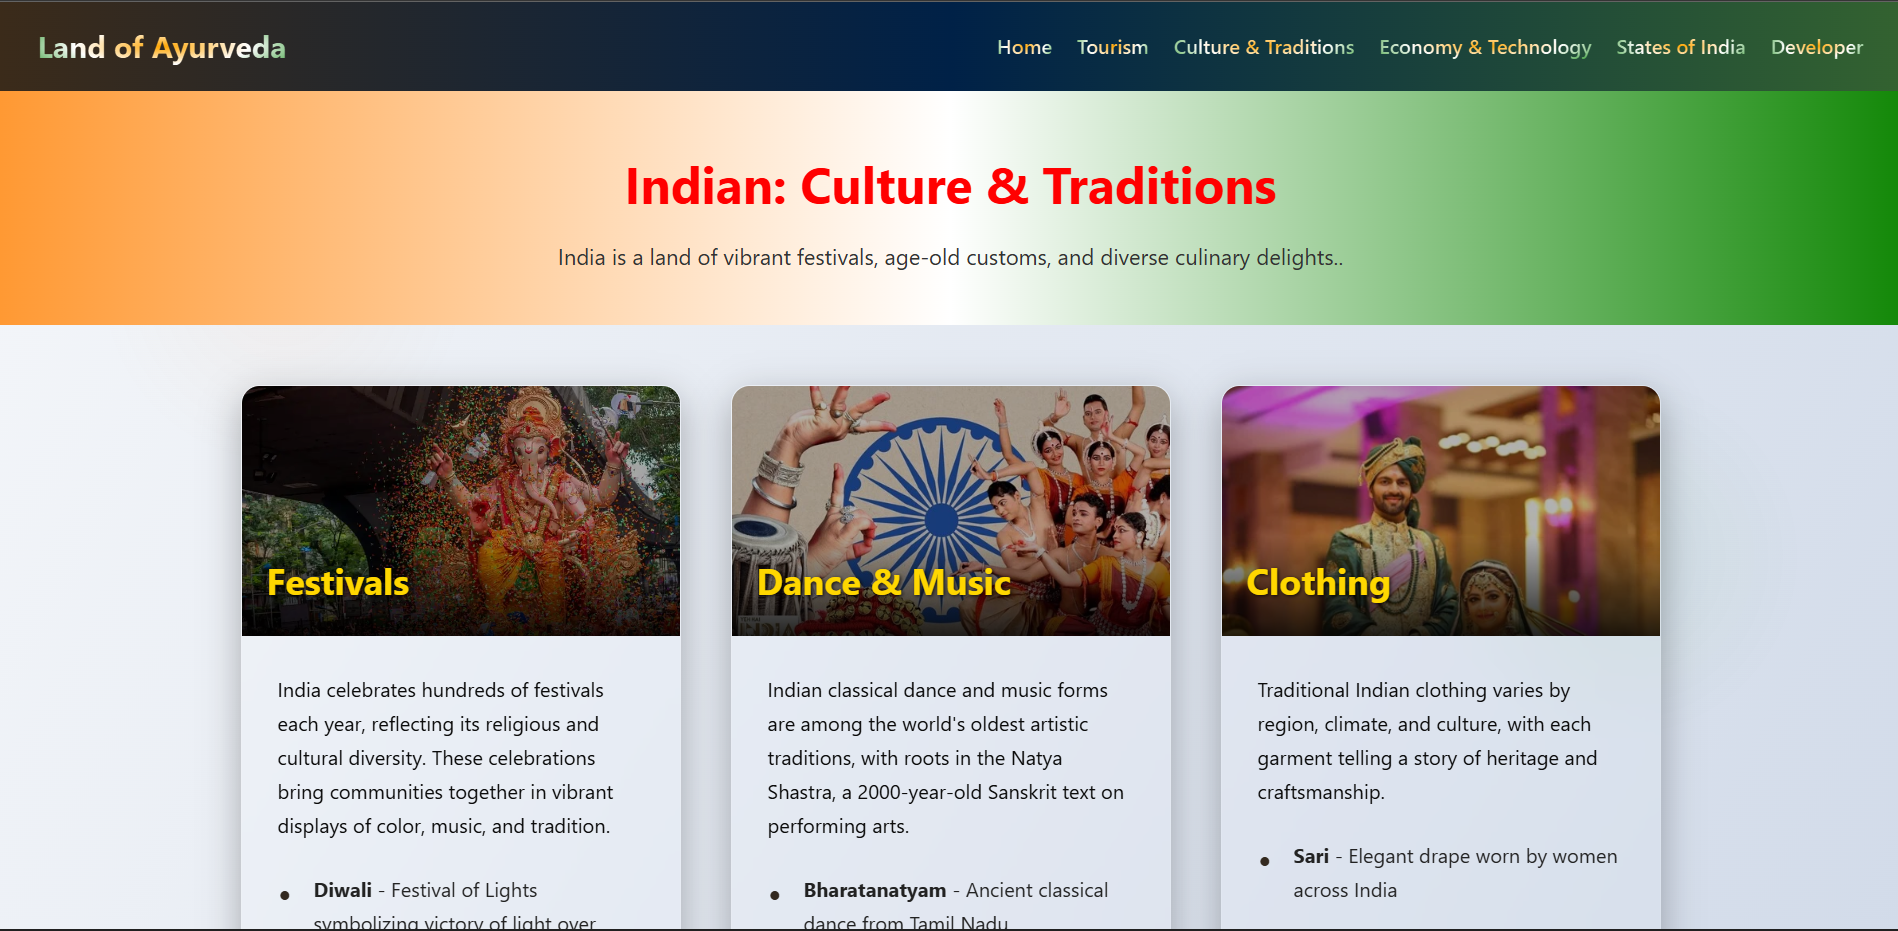 Land of Ayurveda
Home Tourism Culture & Traditions Economy & Technology States of India Developer
Indian: Culture & Traditions
India is a land of vibrant festivals, age-old customs, and diverse culinary delights..
Festivals
India celebrates hundreds of festivals
each year, reflecting its religious and
cultural diversity. These celebrations
bring communities together in vibrant
displays of color, music, and tradition.
Diwali - Festival of Lights
symbolizing victory of light over
Dance & Music
Indian classical dance and music forms
are among the world's oldest artistic
traditions, with roots in the Natya
Shastra, a 2000-year-old Sanskrit text on
performing arts.
Bharatanatyam - Ancient classical
dance from Tamil Nadu
Clothing
Traditional Indian clothing varies by
region, climate, and culture, with each
garment telling a story of heritage and
craftsmanship.
Sari - Elegant drape worn by women
across India